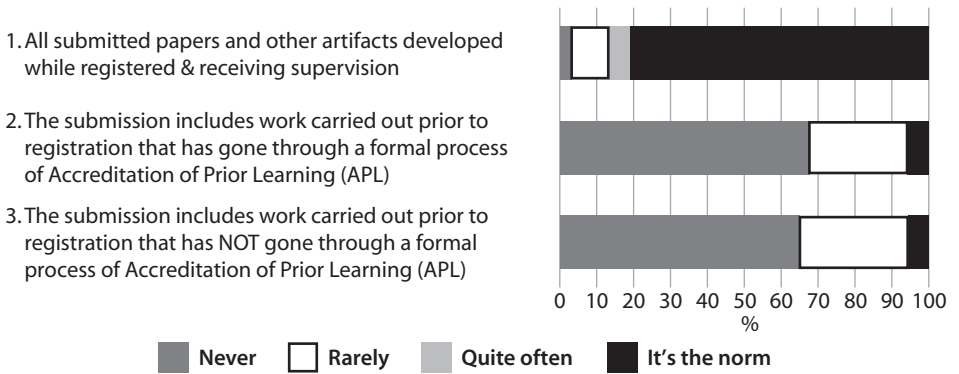 1. All submitted papers and other artifacts developed
while registered & receiving supervision
2. The submission includes work carried out prior to
registration that has gone through a formal process
of Accreditation of Prior Learning (APL)
3. The submission includes work carried out prior to
registration that has NOT gone through a formal
process of Accreditation of Prior Learning (APL)
0 10 20 30 40 50 60 70 80 90 100
%
Never Rarely Quite often It's the norm